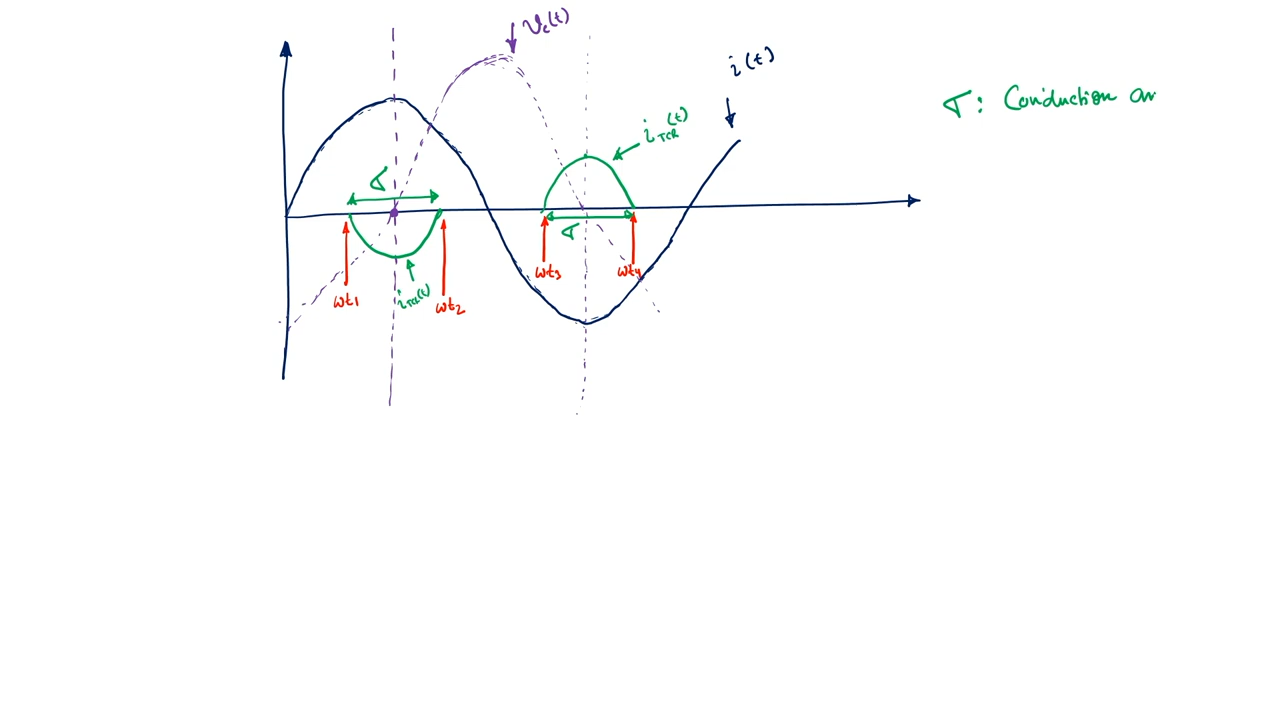 v_c(t)
i(t)
σ: Conduction an
i_TCR(t)
σ
σ
ωt3
ωt4
i_TCR(t)
ωt1
ωt2